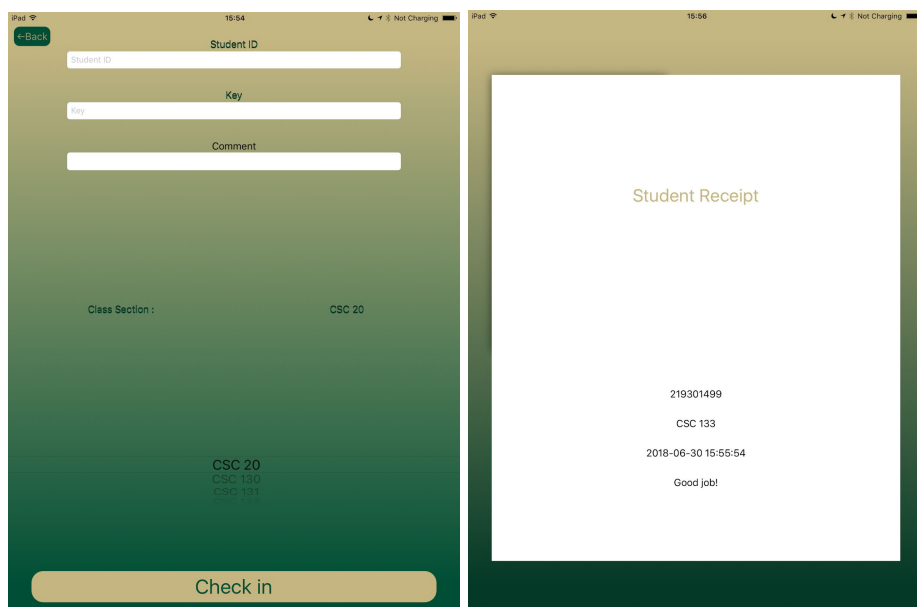 iPad 15:54 Not Charging
←Back
Student ID
Student ID
Key
Key
Comment
Class Section : CSC 20
CSC 20
CSC 130
CSC 131
Check in
iPad 15:56 Not Charging
Student Receipt
219301499
CSC 133
2018-06-30 15:55:54
Good job!